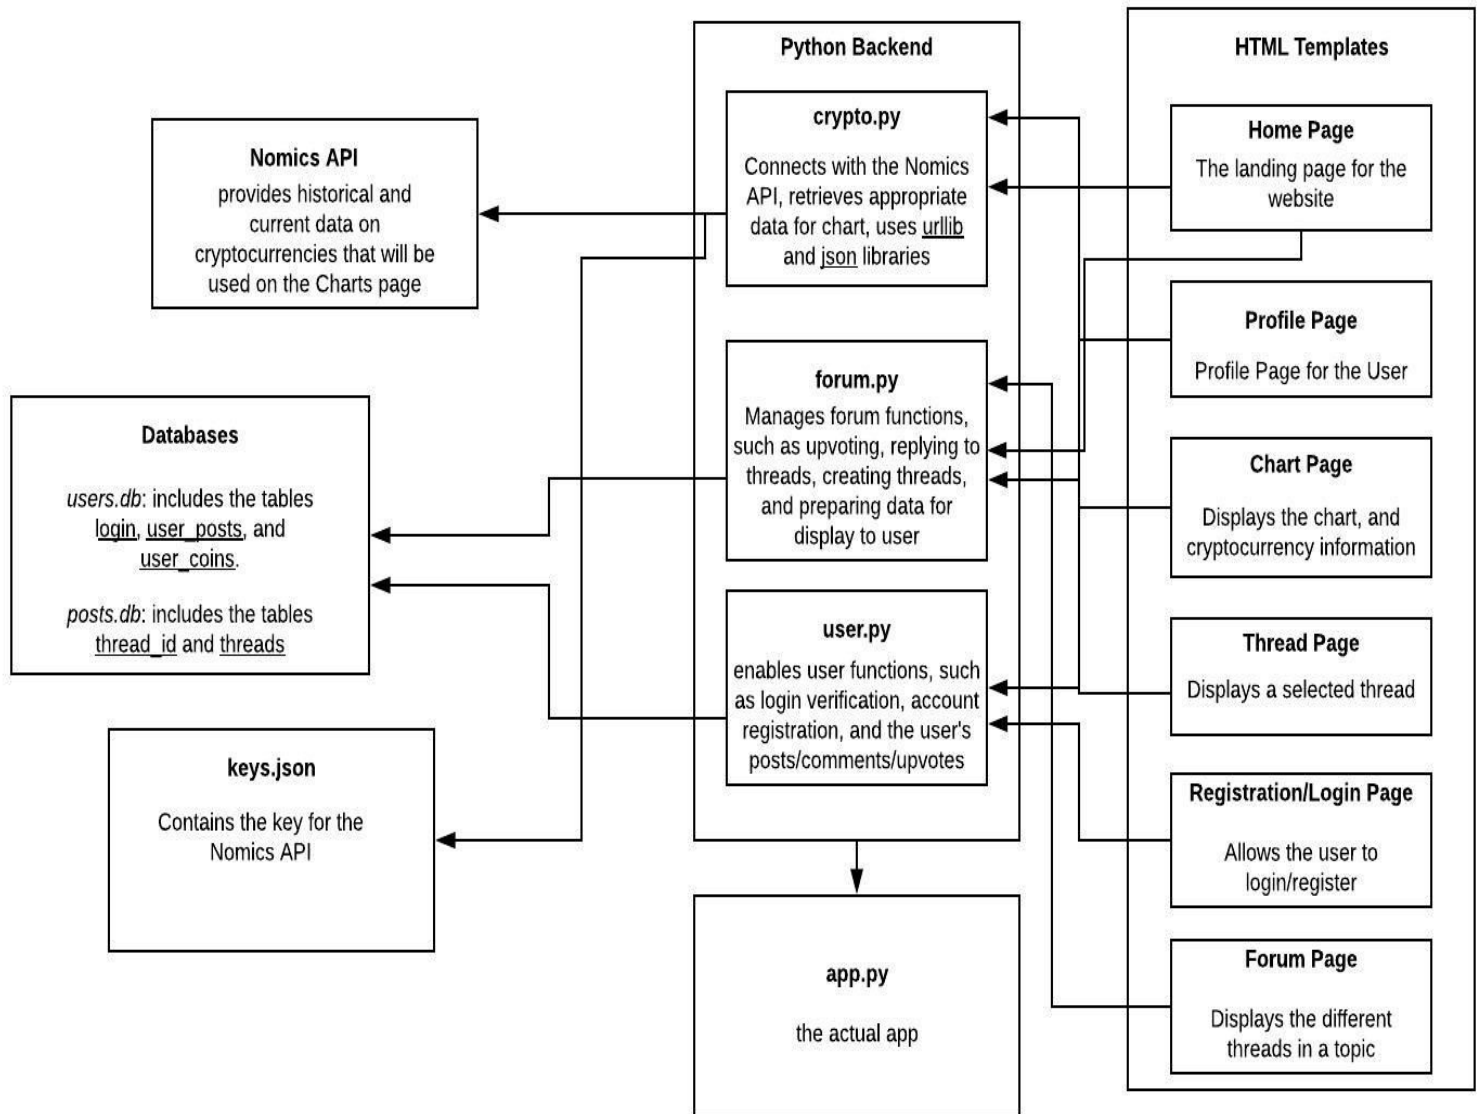 Python Backend
HTML Templates
crypto.py
Connects with the Nomics
API, retrieves appropriate
data for chart, uses urllib
and json libraries
Nomics API
provides historical and
current data on
cryptocurrencies that will be
used on the Charts page
Home Page
The landing page for the
website
Profile Page
Profile Page for the User
forum.py
Manages forum functions,
such as upvoting, replying to
threads, creating threads,
and preparing data for
display to user
Databases
users.db: includes the tables
login, user_posts, and
user_coins.
posts.db: includes the tables
thread_id and threads
Chart Page
Displays the chart, and
cryptocurrency information
user.py
enables user functions, such
as login verification, account
registration, and the user's
posts/comments/upvotes
Thread Page
Displays a selected thread
keys.json
Contains the key for the
Nomics API
Registration/Login Page
Allows the user to
login/register
app.py
the actual app
Forum Page
Displays the different
threads in a topic